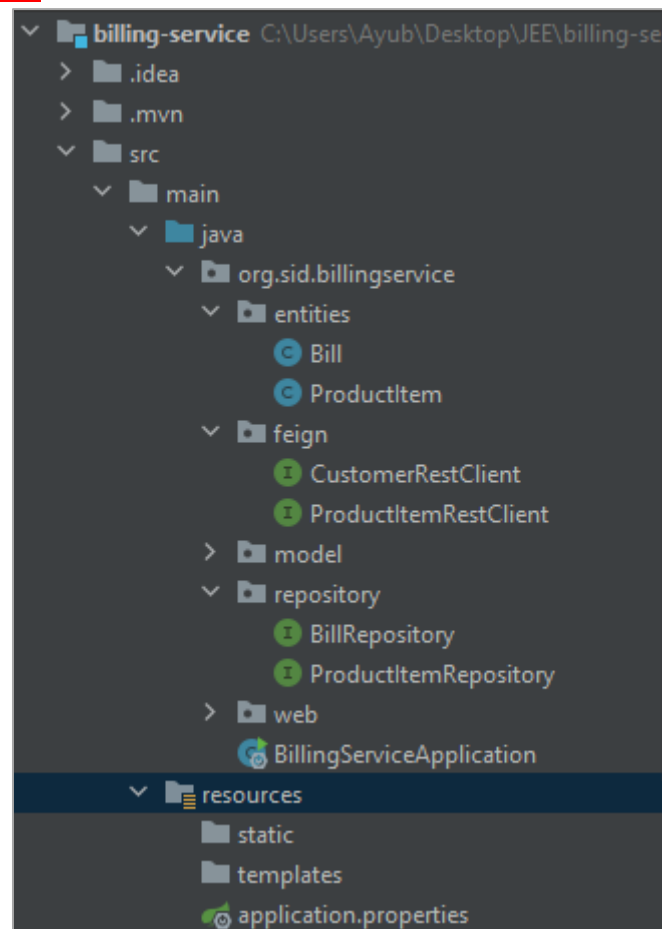 billing-service C:\Users\Ayub\Desktop\JEE\billing-se
.idea
.mvn
src
main
java
org.sid.billingservice
entities
C Bill
C ProductItem
feign
I CustomerRestClient
I ProductItemRestClient
model
repository
I BillRepository
I ProductItemRepository
web
BillingServiceApplication
resources
static
templates
application.properties